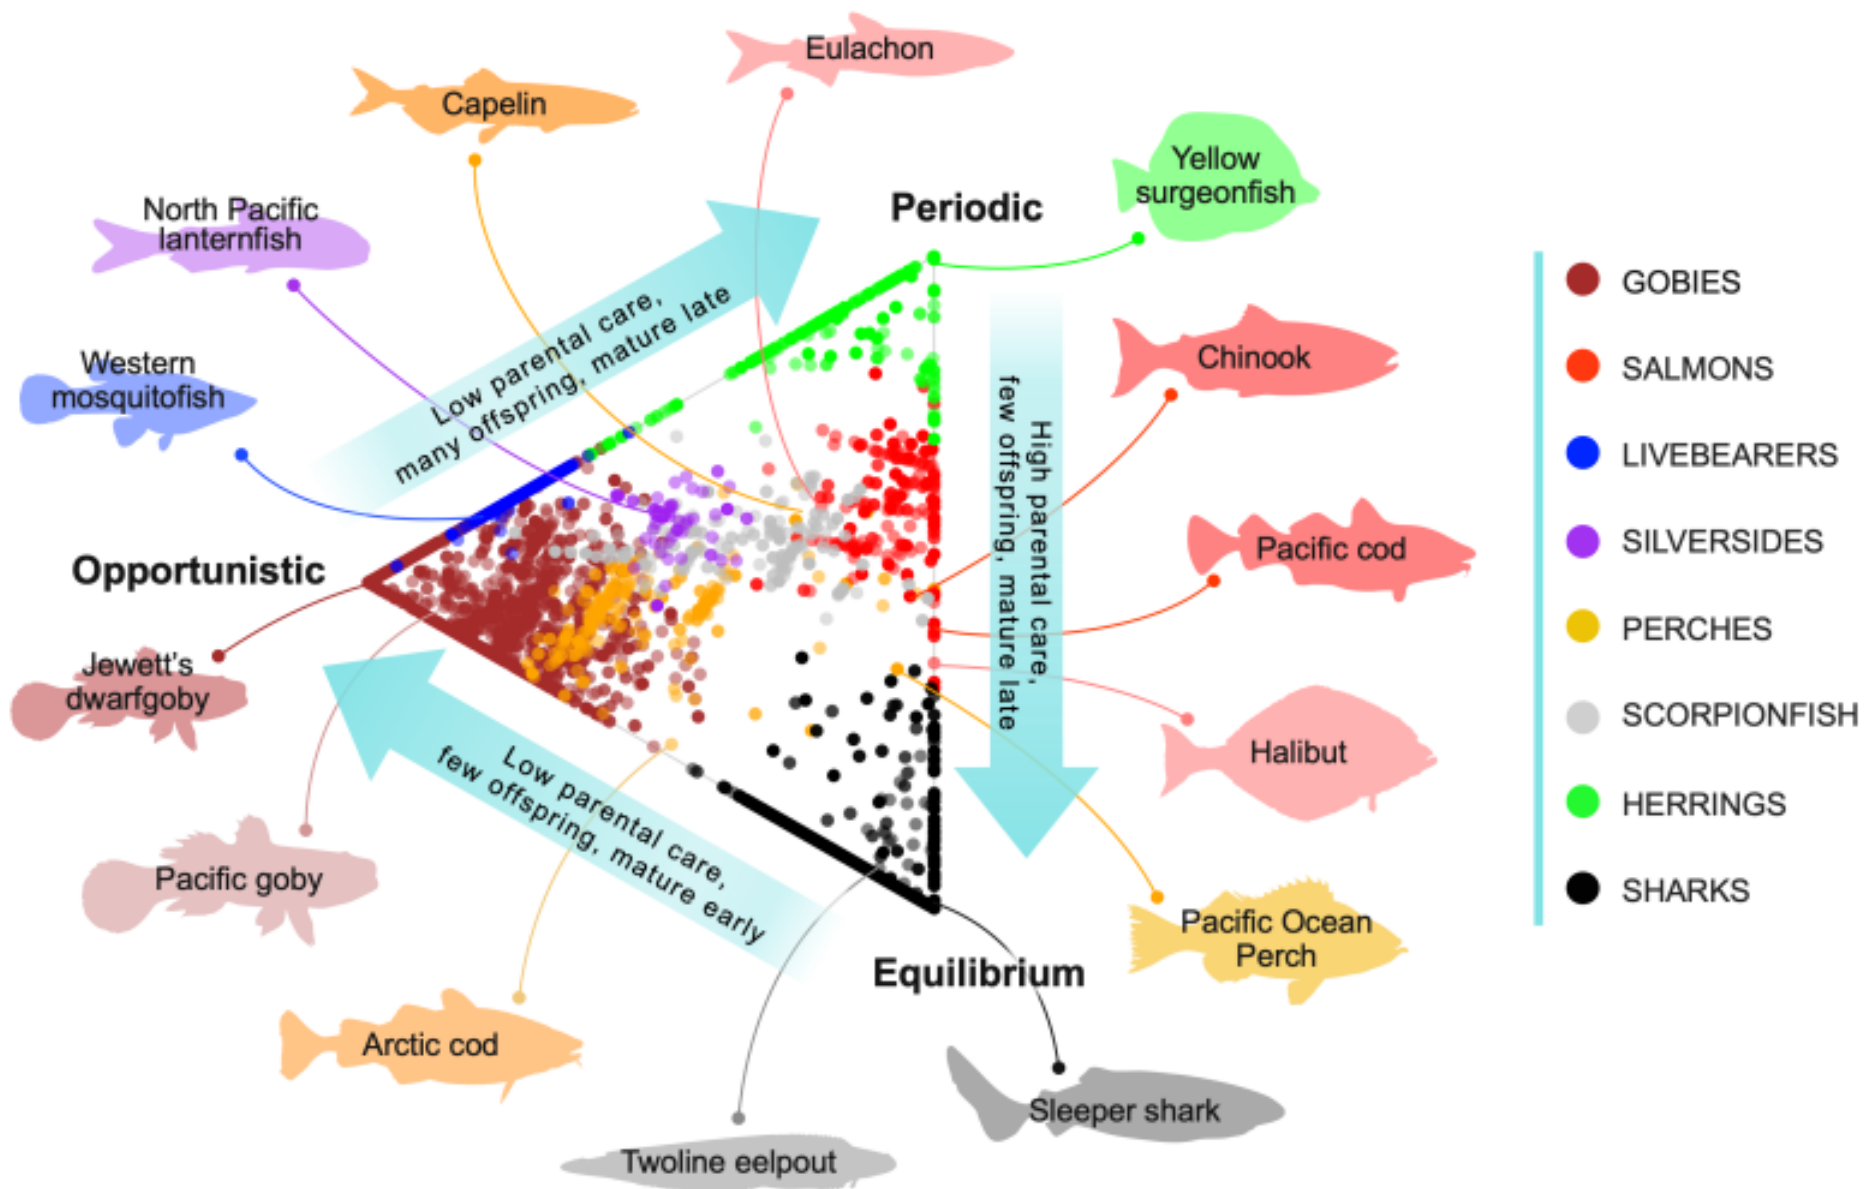 Eulachon
Capelin
Yellow
surgeonfish
North Pacific
lanternfish
Periodic
Low parental care,
many offspring, mature late
Western
mosquitofish
Chinook
High parental care,
few offspring, mature late
Opportunistic
Pacific cod
Jewett's
dwarfgoby
Halibut
Low parental care,
few offspring, mature early
Pacific goby
Pacific Ocean
Perch
Equilibrium
Arctic cod
Sleeper shark
Twoline eelpout
GOBIES
SALMONS
LIVEBEARERS
SILVERSIDES
PERCHES
SCORPIONFISH
HERRINGS
SHARKS